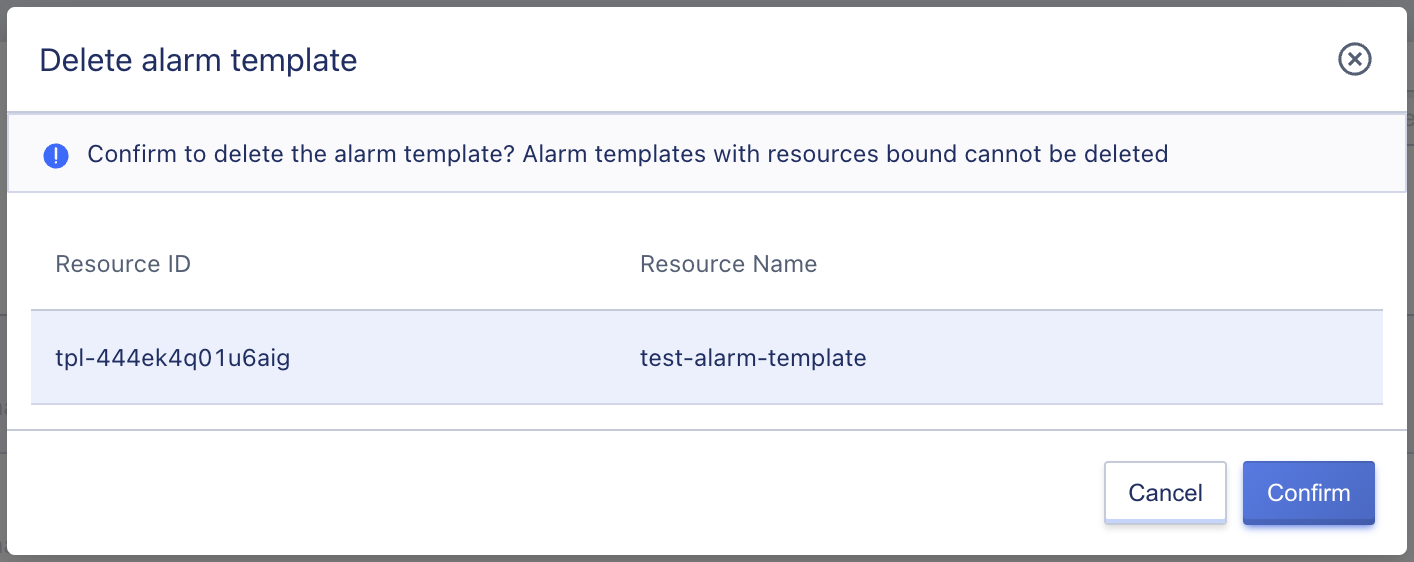 Delete alarm template
Confirm to delete the alarm template? Alarm templates with resources bound cannot be deleted
Resource ID Resource Name
tpl-444ek4q01u6aig test-alarm-template
Cancel Confirm